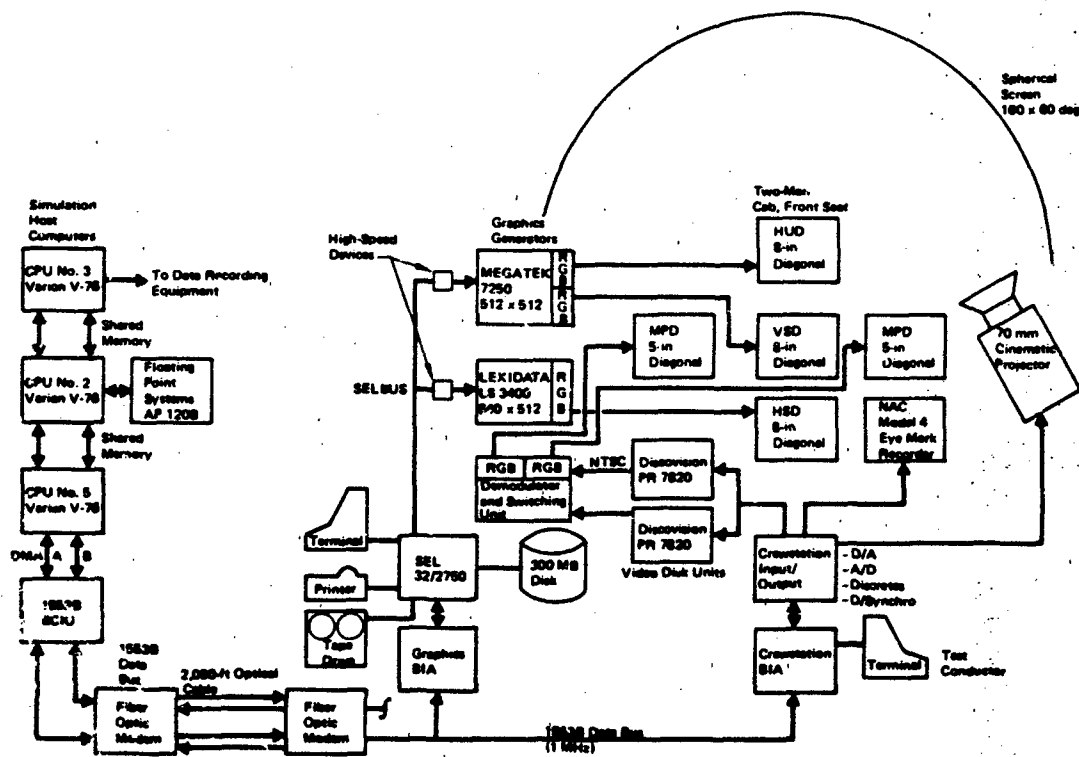 Spherical
Screen
160 x 60 deg
Simulation
Host
Computers
CPU No. 3
Varian V-76
To Data Recording
Equipment
Shared
Memory
CPU No. 2
Varian V-76
Floating
Point
Systems
AP 120B
Shared
Memory
CPU No. 5
Varian V-76
DMA A B
1553B
BCIU
1553B
Data
Bus
2,000-ft Optical
Cable
Fiber
Optic
Modem
Fiber
Optic
Modem
High-Speed
Devices
SELBUS
Graphics
Generators
MEGATEK
7250
512 x 512
RGB
RGB
LEXIDATA
LS 3400
640 x 512
RGB
Two-Man
Cab, Front Seat
HUD
8-in
Diagonal
MPD
5-in
Diagonal
VSD
8-in
Diagonal
MPD
5-in
Diagonal
HSD
8-in
Diagonal
NAC
Model 4
Eye Mark
Recorder
70 mm
Cinematic
Projector
RGB RGB
Demodulator
and Switching
Unit
NTSC
Discovision
PR 7820
Discovision
PR 7820
Video Disk Units
Terminal
Printer
Tape
Drive
SEL
32/2750
300 MB
Disk
Graphics
BIA
Crewstation
Input/
Output
- D/A
- A/D
- Discretes
- D/Synchro
Crewstation
BIA
Terminal
Test
Conductor
1553B Data Bus
(1 MHz)